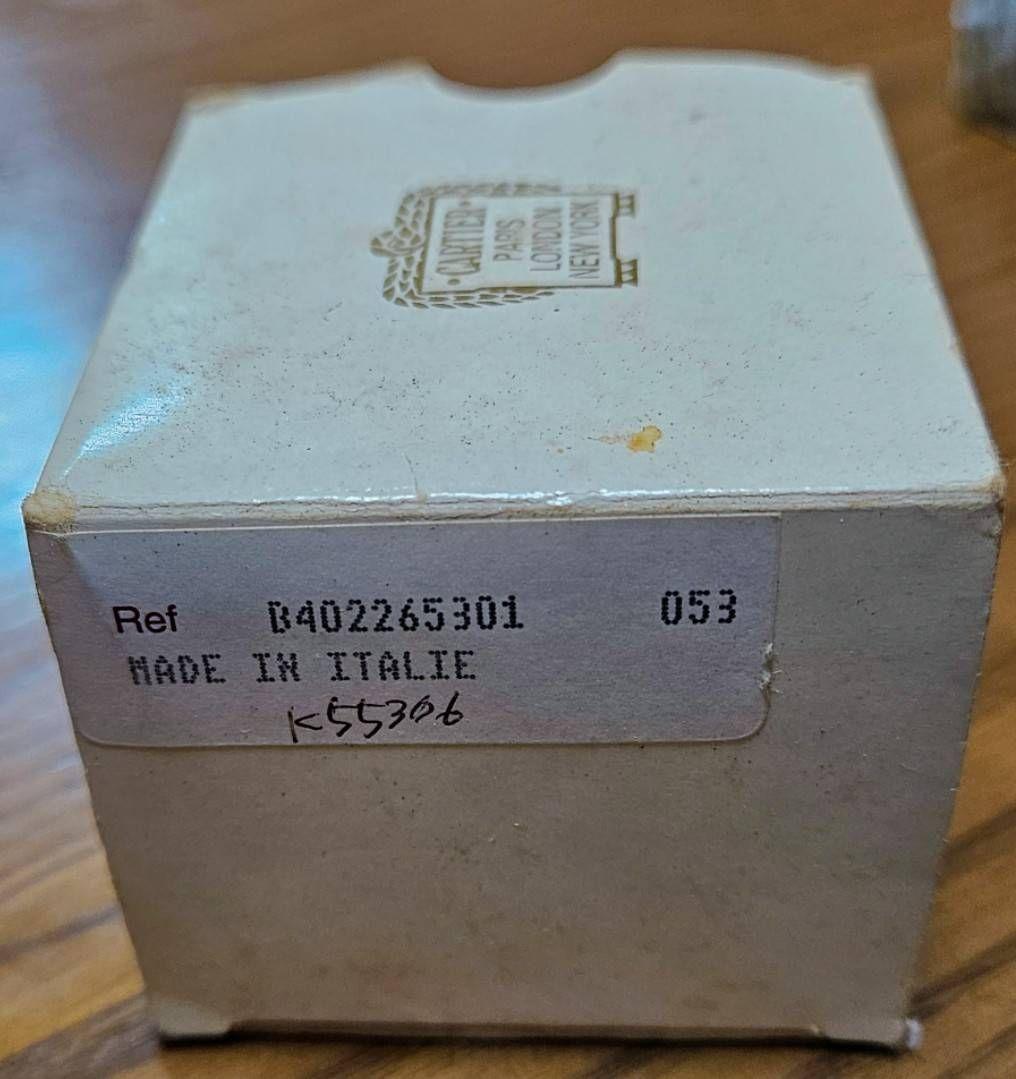 CARTIER
PARIS
LONDON
NEW YORK
Ref B402265301 053
MADE IN ITALIE
K55306